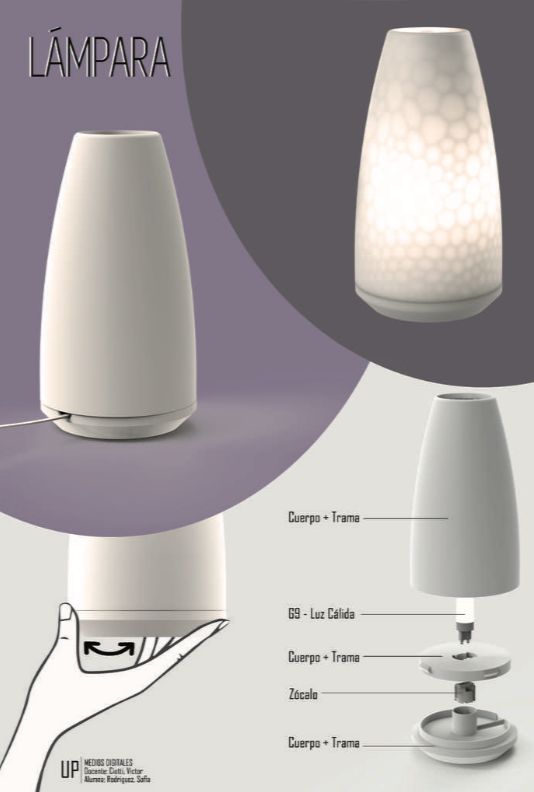 LÁMPARA
Cuerpo + Trama
G9 - Luz Cálida
Cuerpo + Trama
Zócalo
Cuerpo + Trama
UP
MEDIOS DIGITALES
Docente: Ciotti, Victor
Alumna: Rodriguez, Sofia